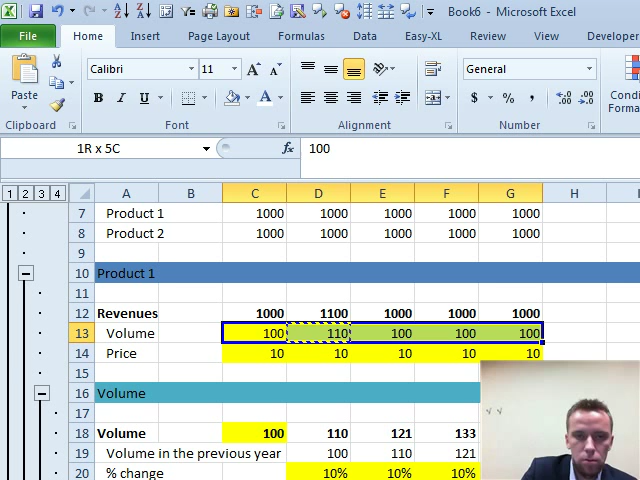 Book6 - Microsoft Excel
File Home Insert Page Layout Formulas Data Easy-XL Review View Developer
Paste Calibri 11 A A General
B I U A $ % , .00
Clipboard Font Alignment Number
1R x 5C fx 100
1 2 3 4 A B C D E F G H
7 Product 1 1000 1000 1000 1000 1000
8 Product 2 1000 1000 1000 1000 1000
9
10 Product 1
11
12 Revenues 1000 1100 1000 1000 1000
13 Volume 100 110 100 100 100
14 Price 10 10 10 10 10
15
16 Volume
17
18 Volume 100 110 121 133
19 Volume in the previous year 100 110 121
20 % change 10% 10% 10%